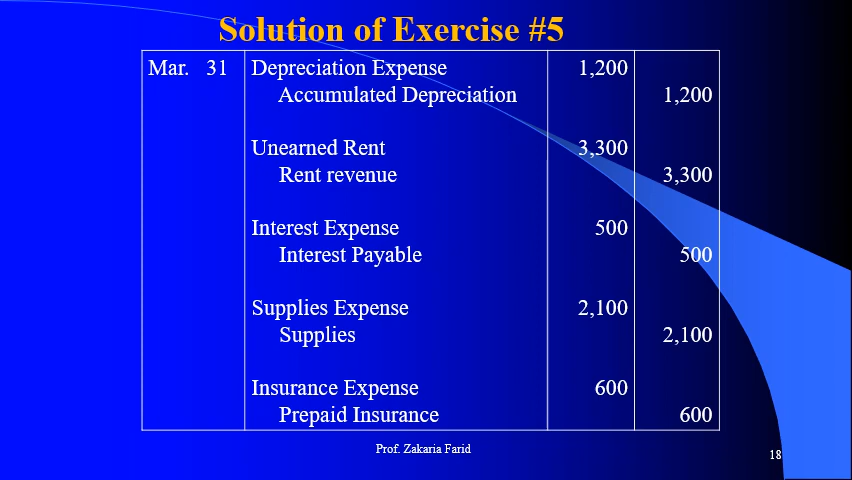 Solution of Exercise #5
Mar. 31 Depreciation Expense 1,200
Accumulated Depreciation 1,200
Unearned Rent 3,300
Rent revenue 3,300
Interest Expense 500
Interest Payable 500
Supplies Expense 2,100
Supplies 2,100
Insurance Expense 600
Prepaid Insurance 600
Prof. Zakaria Farid 18